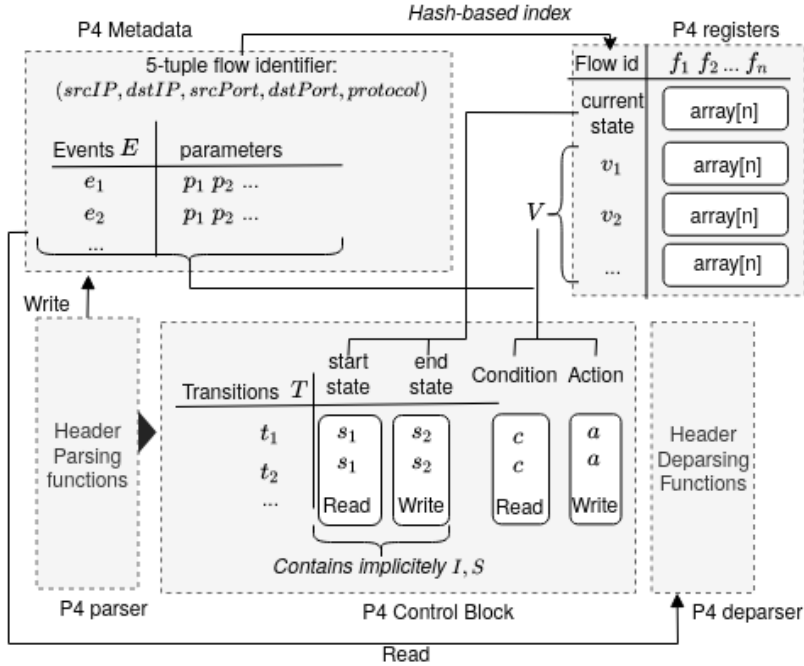 Hash-based index
P4 Metadata
5-tuple flow identifier:
(srcIP, dstIP, srcPort, dstPort, protocol)
Events E parameters
e₁ p₁ p₂ ...
e₂ p₁ p₂ ...
...
P4 registers
Flow id f₁ f₂ ... fₙ
current
state
array[n]
v₁ array[n]
V
v₂ array[n]
... array[n]
Write
Header
Parsing
functions
P4 parser
start
state
end
state
Condition Action
Transitions T
t₁ s₁ s₂ c a
t₂ s₁ s₂ c a
... Read Write Read Write
Contains implicitely I, S
P4 Control Block
Header
Deparsing
Functions
P4 deparser
Read